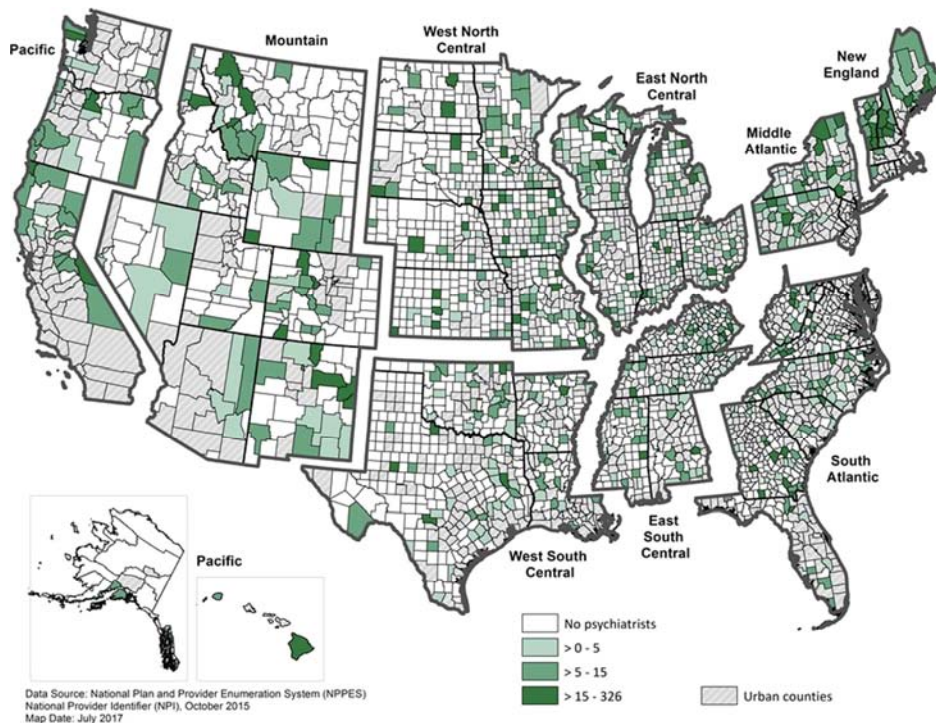 Pacific
Mountain
West North
Central
East North
Central
New
England
Middle
Atlantic
South
Atlantic
East
South
Central
West South
Central
Pacific
No psychiatrists
> 0 - 5
> 5 - 15
> 15 - 326
Urban counties
Data Source: National Plan and Provider Enumeration System (NPPES)
National Provider Identifier (NPI), October 2015
Map Date: July 2017